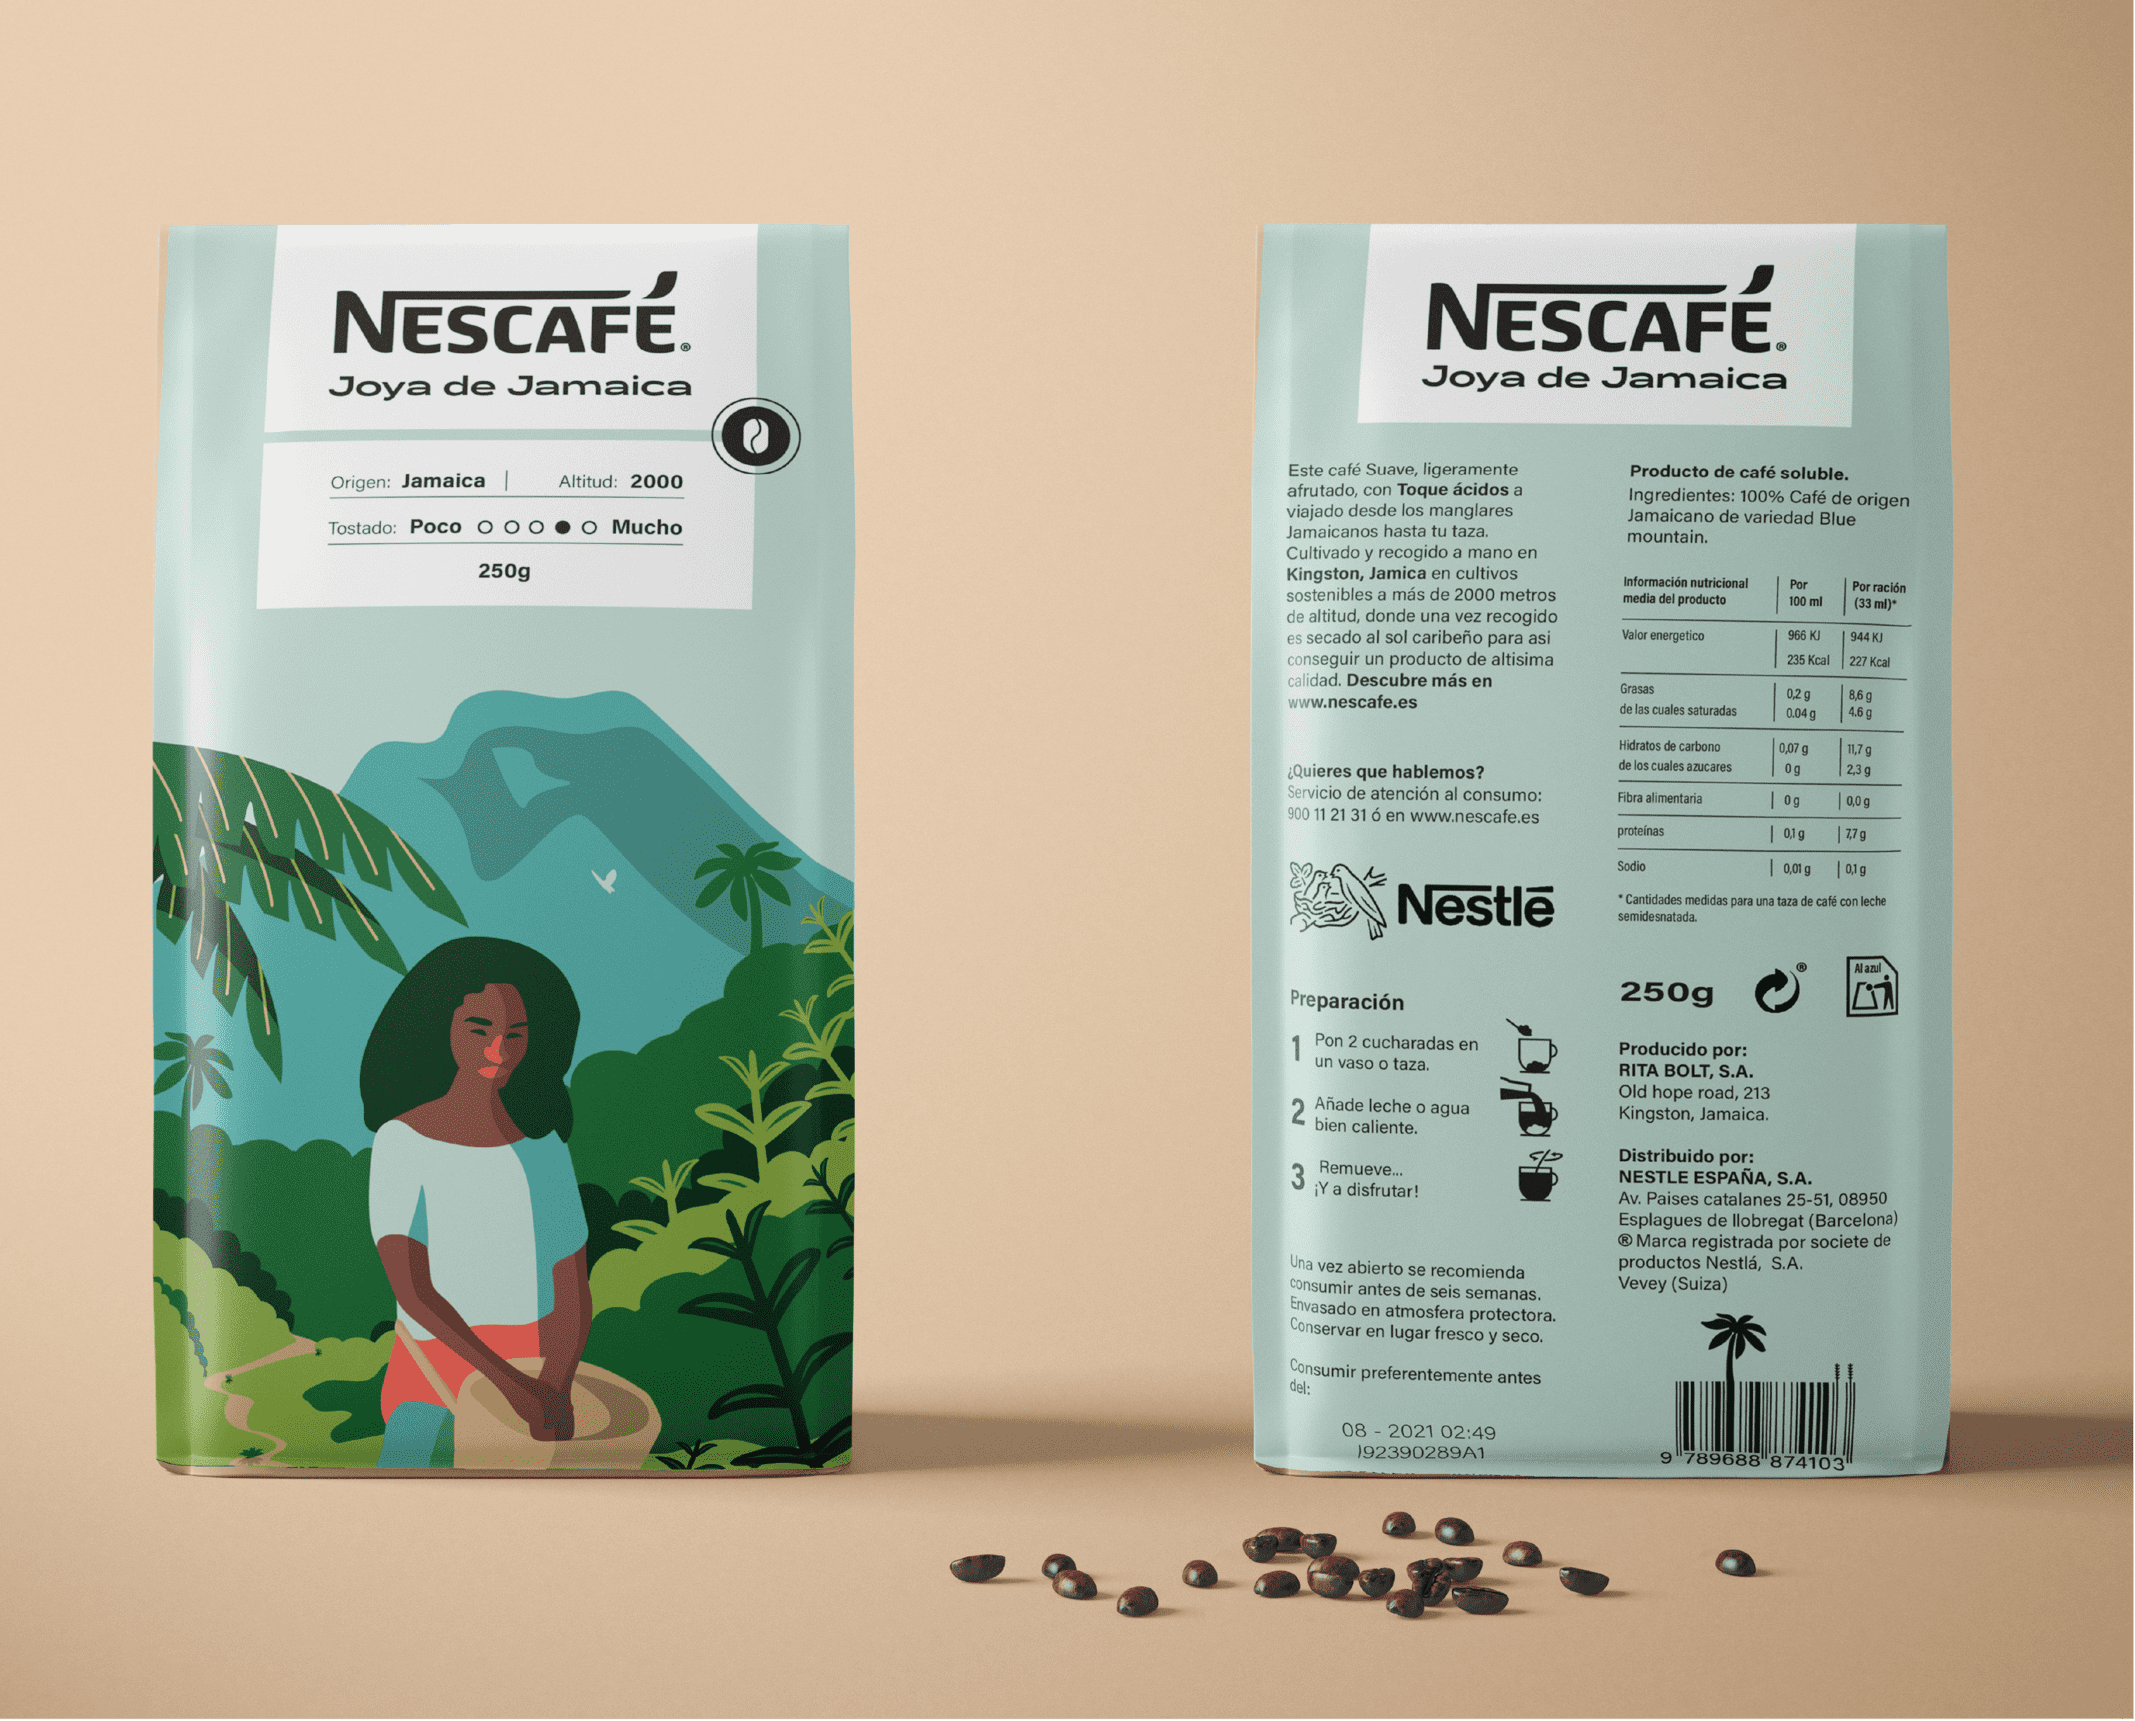 NESCAFÉ®
Joya de Jamaica
Origen: Jamaica | Altitud: 2000
Tostado: Poco Mucho
250g
NESCAFÉ®
Joya de Jamaica
Este café Suave, ligeramente
afrutado, con Toque ácidos a
viajado desde los manglares
Jamaicanos hasta tu taza.
Cultivado y recogido a mano en
Kingston, Jamica en cultivos
sostenibles a más de 2000 metros
de altitud, donde una vez recogido
es secado al sol caribeño para asi
conseguir un producto de altisima
calidad. Descubre más en
www.nescafe.es
¿Quieres que hablemos?
Servicio de atención al consumo:
900 11 21 31 ó en www.nescafe.es
Nestlé
Preparación
1 Pon 2 cucharadas en
un vaso o taza.
2 Añade leche o agua
bien caliente.
3 Remueve...
¡Y a disfrutar!
Una vez abierto se recomienda
consumir antes de seis semanas.
Envasado en atmosfera protectora.
Conservar en lugar fresco y seco.
Consumir preferentemente antes
del:
08 - 2021 02:49
)92390289A1
Producto de café soluble.
Ingredientes: 100% Café de origen
Jamaicano de variedad Blue
mountain.
Información nutricional Por Por ración
media del producto 100 ml (33 ml)*
Valor energetico 966 KJ 944 KJ
235 Kcal 227 Kcal
Grasas 0,2 g 8,6 g
de las cuales saturadas 0.04 g 4.6 g
Hidratos de carbono 0,07 g 11,7 g
de los cuales azucares 0 g 2,3 g
Fibra alimentaria 0 g 0,0 g
proteínas 0,1 g 7,7 g
Sodio 0,01 g 0,1 g
* Cantidades medidas para una taza de café con leche
semidesnatada.
250g ® Al azul
Producido por:
RITA BOLT, S.A.
Old hope road, 213
Kingston, Jamaica.
Distribuido por:
NESTLE ESPAÑA, S.A.
Av. Paises catalanes 25-51, 08950
Esplagues de llobregat (Barcelona)
® Marca registrada por societe de
productos Nestlá, S.A.
Vevey (Suiza)
9 789688 874103